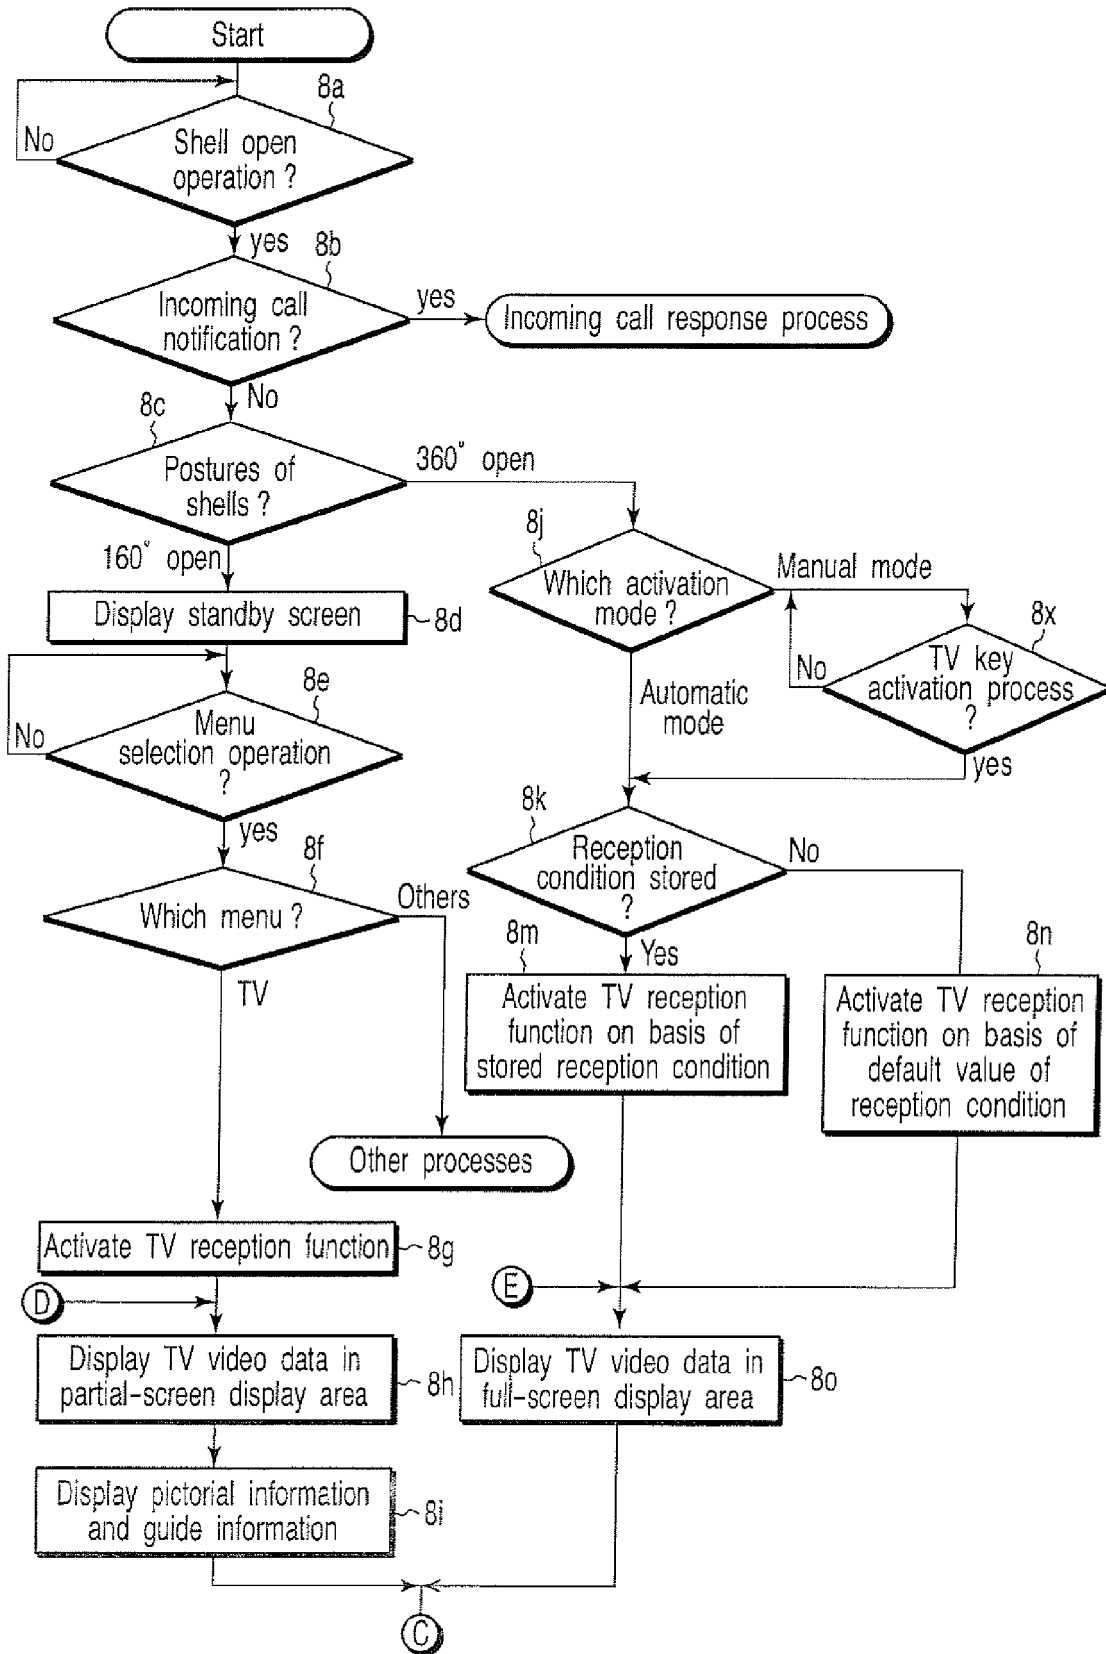 Start
8a
No
Shell open
operation ?
yes
8b
Incoming call
notification ?
yes
Incoming call response process
No
8c
Postures of
shells ?
360° open
160° open
8j
Which activation
mode ?
Manual mode
Display standby screen
8d
8x
No
TV key
activation process
?
8e
Automatic
mode
No
Menu
selection operation
?
yes
yes
8k
8f
Reception
condition stored
?
No
Which menu ?
Others
8m
Yes
8n
TV
Activate TV reception
function on basis of
stored reception condition
Activate TV reception
function on basis of
default value of
reception condition
Other processes
Activate TV reception function
8g
D
E
Display TV video data in
partial-screen display area
8h
Display TV video data in
full-screen display area
8o
Display pictorial information
and guide information
8i
C